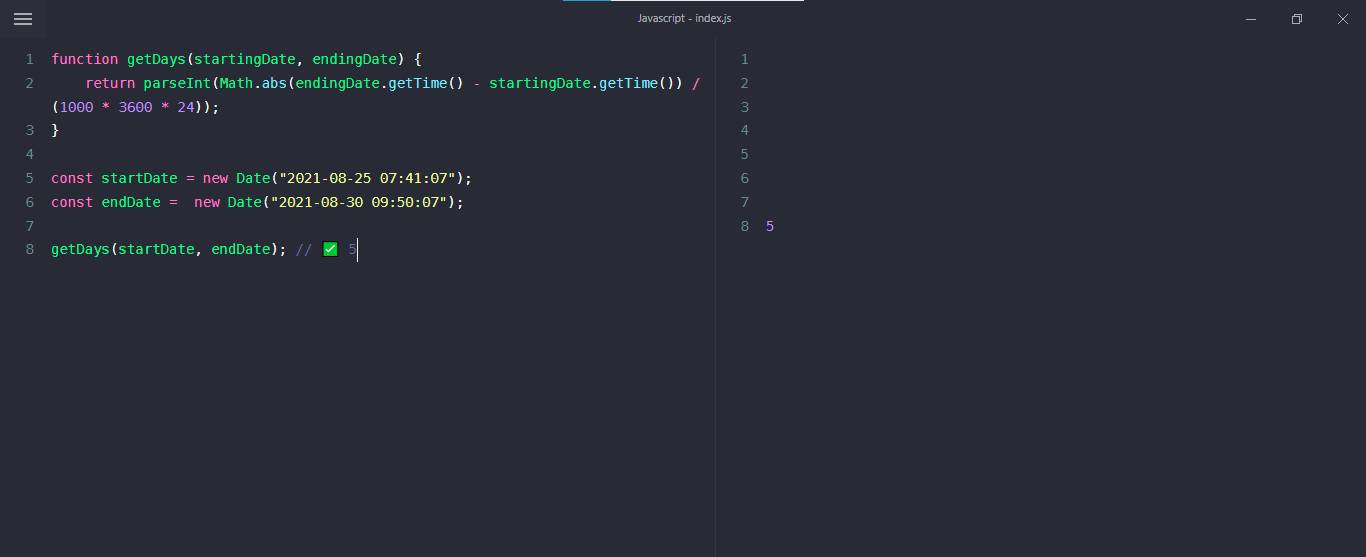 Javascript - index.js
1 function getDays(startingDate, endingDate) {
2 return parseInt(Math.abs(endingDate.getTime() - startingDate.getTime()) /
(1000 * 3600 * 24));
3 }
4
5 const startDate = new Date("2021-08-25 07:41:07");
6 const endDate =  new Date("2021-08-30 09:50:07");
7
8 getDays(startDate, endDate); // ✅ 5
1
2
3
4
5
6
7
8 5